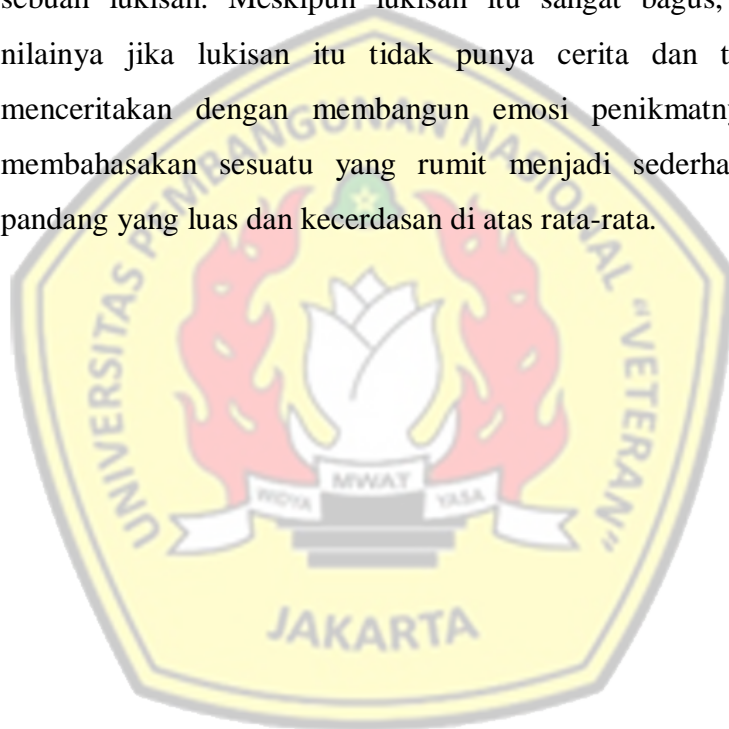 sebuah lukisan. Meskipun lukisan itu sangat bagus,
nilainya jika lukisan itu tidak punya cerita dan t
menceritakan dengan membangun emosi penikmatny
membahasakan sesuatu yang rumit menjadi sederha
pandang yang luas dan kecerdasan di atas rata-rata.
UNIVERSITAS PEMBANGUNAN NASIONAL "VETERAN"
WIDYA MWAT YASA
JAKARTA